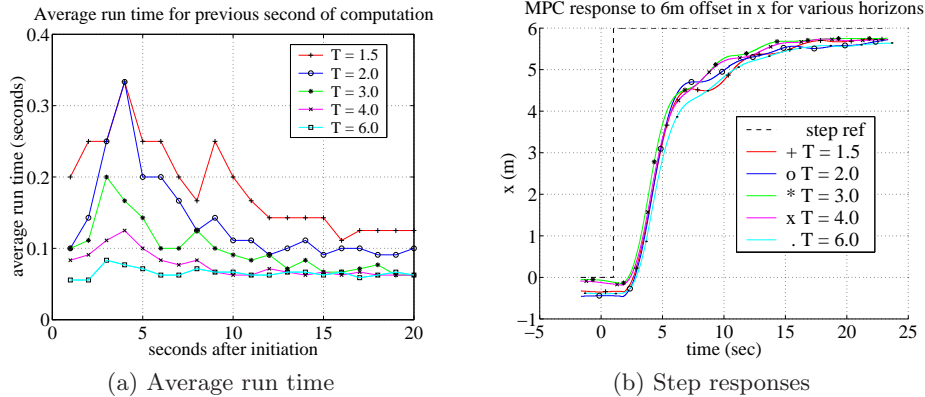 Average run time for previous second of computation
0.4
0.3
0.2
0.1
0
average run time (seconds)
T = 1.5
T = 2.0
T = 3.0
T = 4.0
T = 6.0
0 5 10 15 20
seconds after initiation
(a) Average run time
MPC response to 6m offset in x for various horizons
6
5
4
3
2
1
0
−1
x (m)
step ref
+ T = 1.5
o T = 2.0
* T = 3.0
x T = 4.0
. T = 6.0
−5 0 5 10 15 20 25
time (sec)
(b) Step responses